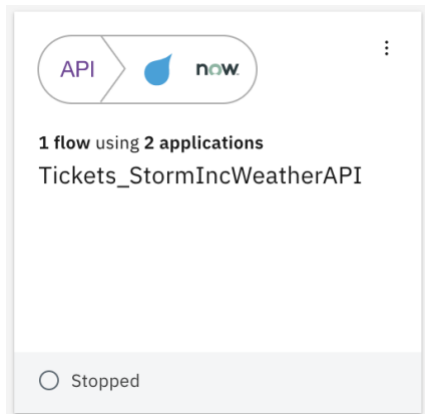 API now.
1 flow using 2 applications
Tickets_StormIncWeatherAPI
Stopped